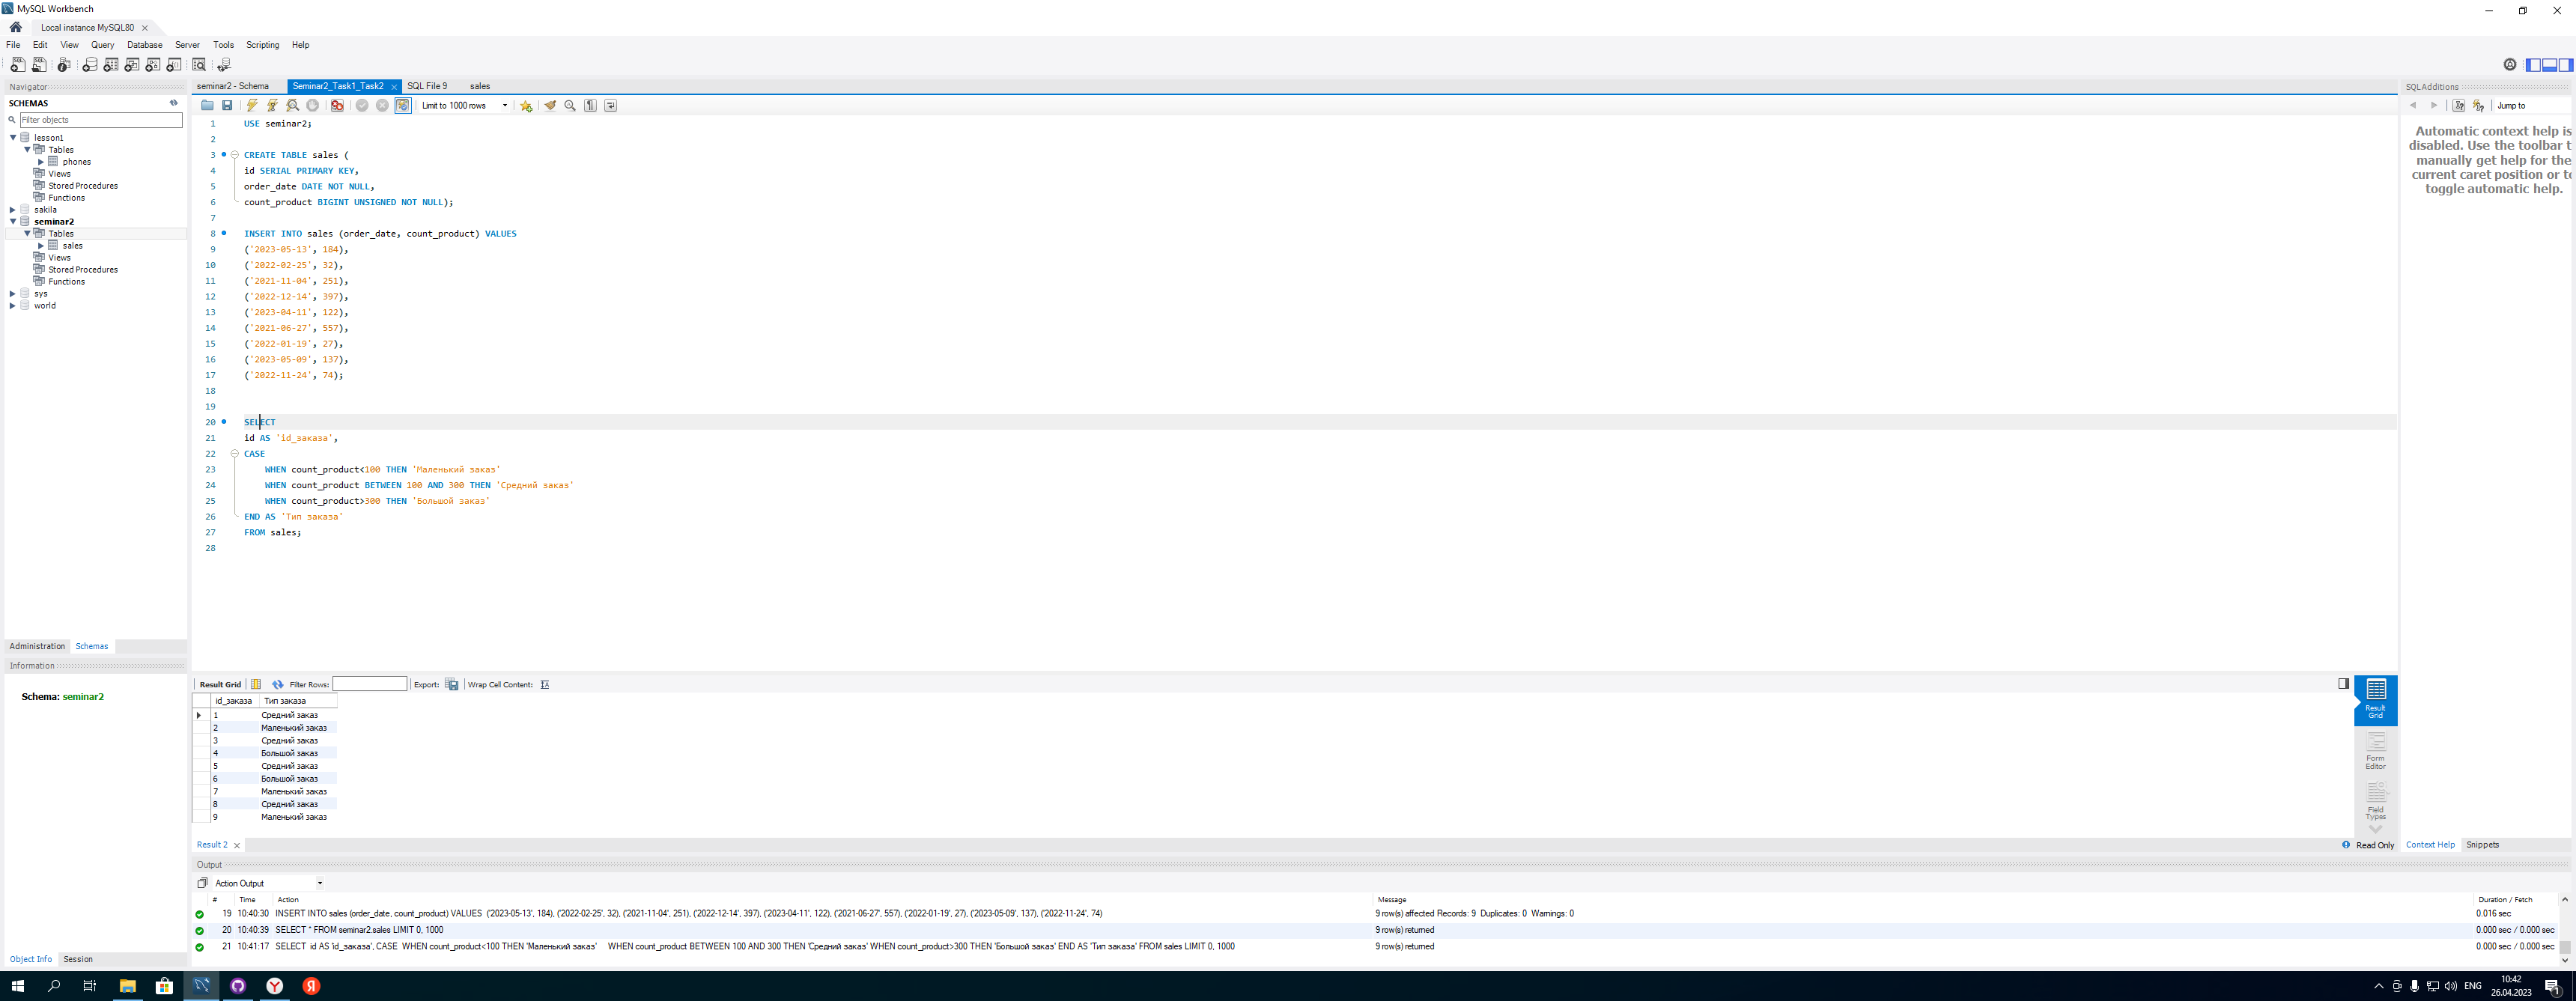 MySQL Workbench
Local instance MySQL80
File Edit View Query Database Server Tools Scripting Help
Navigator
SCHEMAS
Filter objects
lesson1
Tables
phones
Views
Stored Procedures
Functions
sakila
seminar2
Tables
sales
Views
Stored Procedures
Functions
sys
world
Administration Schemas
Information
Schema: seminar2
Object Info Session
seminar2 - Schema Seminar2_Task1_Task2 SQL File 9 sales
Limit to 1000 rows
1 USE seminar2;
2
3 CREATE TABLE sales (
4 id SERIAL PRIMARY KEY,
5 order_date DATE NOT NULL,
6 count_product BIGINT UNSIGNED NOT NULL);
7
8 INSERT INTO sales (order_date, count_product) VALUES
9 ('2023-05-13', 184),
10 ('2022-02-25', 32),
11 ('2021-11-04', 251),
12 ('2022-12-14', 397),
13 ('2023-04-11', 122),
14 ('2021-06-27', 557),
15 ('2022-01-19', 27),
16 ('2023-05-09', 137),
17 ('2022-11-24', 74);
18
19
20 SELECT
21 id AS 'id_заказа',
22 CASE
23 WHEN count_product<100 THEN 'Маленький заказ'
24 WHEN count_product BETWEEN 100 AND 300 THEN 'Средний заказ'
25 WHEN count_product>300 THEN 'Большой заказ'
26 END AS 'Тип заказа'
27 FROM sales;
28
Result Grid Filter Rows: Export: Wrap Cell Content:
id_заказа Тип заказа
1 Средний заказ
2 Маленький заказ
3 Средний заказ
4 Большой заказ
5 Средний заказ
6 Большой заказ
7 Маленький заказ
8 Средний заказ
9 Маленький заказ
Result Grid
Form Editor
Field Types
Result 2
Read Only
Output
Action Output
# Time Action Message Duration / Fetch
19 10:40:30 INSERT INTO sales (order_date, count_product) VALUES ('2023-05-13', 184), ('2022-02-25', 32), ('2021-11-04', 251), ('2022-12-14', 397), ('2023-04-11', 122), ('2021-06-27', 557), ('2022-01-19', 27), ('2023-05-09', 137), ('2022-11-24', 74) 9 row(s) affected Records: 9 Duplicates: 0 Warnings: 0 0.016 sec
20 10:40:39 SELECT * FROM seminar2.sales LIMIT 0, 1000 9 row(s) returned 0.000 sec / 0.000 sec
21 10:41:17 SELECT id AS 'id_заказа', CASE WHEN count_product<100 THEN 'Маленький заказ' WHEN count_product BETWEEN 100 AND 300 THEN 'Средний заказ' WHEN count_product>300 THEN 'Большой заказ' END AS 'Тип заказа' FROM sales LIMIT 0, 1000 9 row(s) returned 0.000 sec / 0.000 sec
SQLAdditions
Jump to
Automatic context help is
disabled. Use the toolbar t
manually get help for the
current caret position or to
toggle automatic help.
Context Help Snippets
ENG
10:42
26.04.2023
1